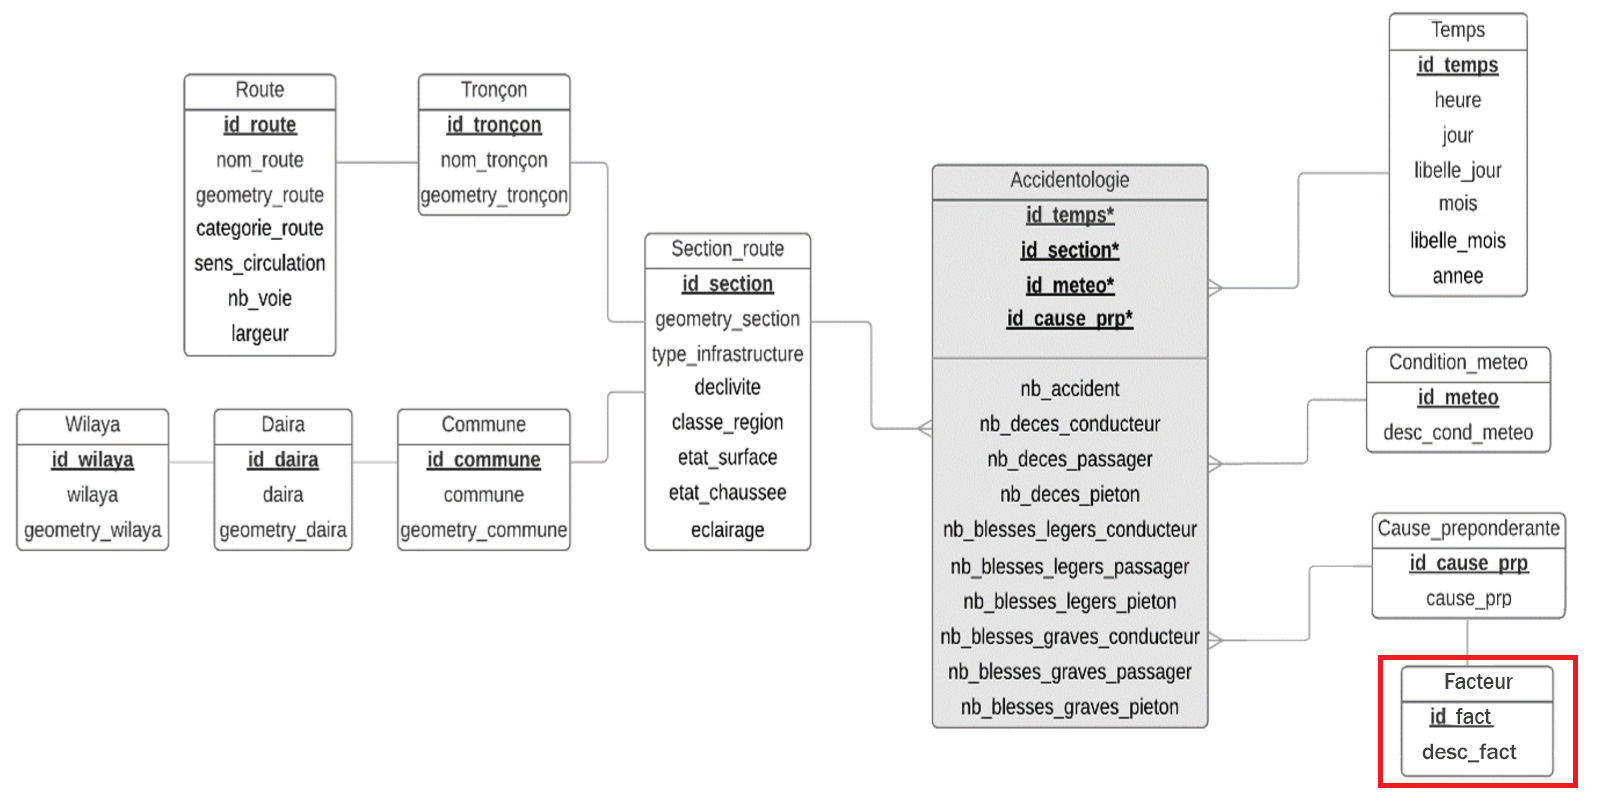 Route
id_route
nom_route
geometry_route
categorie_route
sens_circulation
nb_voie
largeur
Tronçon
id_tronçon
nom_tronçon
geometry_tronçon
Wilaya
id_wilaya
wilaya
geometry_wilaya
Daira
id_daira
daira
geometry_daira
Commune
id_commune
commune
geometry_commune
Section_route
id_section
geometry_section
type_infrastructure
declivite
classe_region
etat_surface
etat_chaussee
eclairage
Accidentologie
id_temps*
id_section*
id_meteo*
id_cause_prp*
nb_accident
nb_deces_conducteur
nb_deces_passager
nb_deces_pieton
nb_blesses_legers_conducteur
nb_blesses_legers_passager
nb_blesses_legers_pieton
nb_blesses_graves_conducteur
nb_blesses_graves_passager
nb_blesses_graves_pieton
Temps
id_temps
heure
jour
libelle_jour
mois
libelle_mois
annee
Condition_meteo
id_meteo
desc_cond_meteo
Cause_preponderante
id_cause_prp
cause_prp
Facteur
id_fact
desc_fact